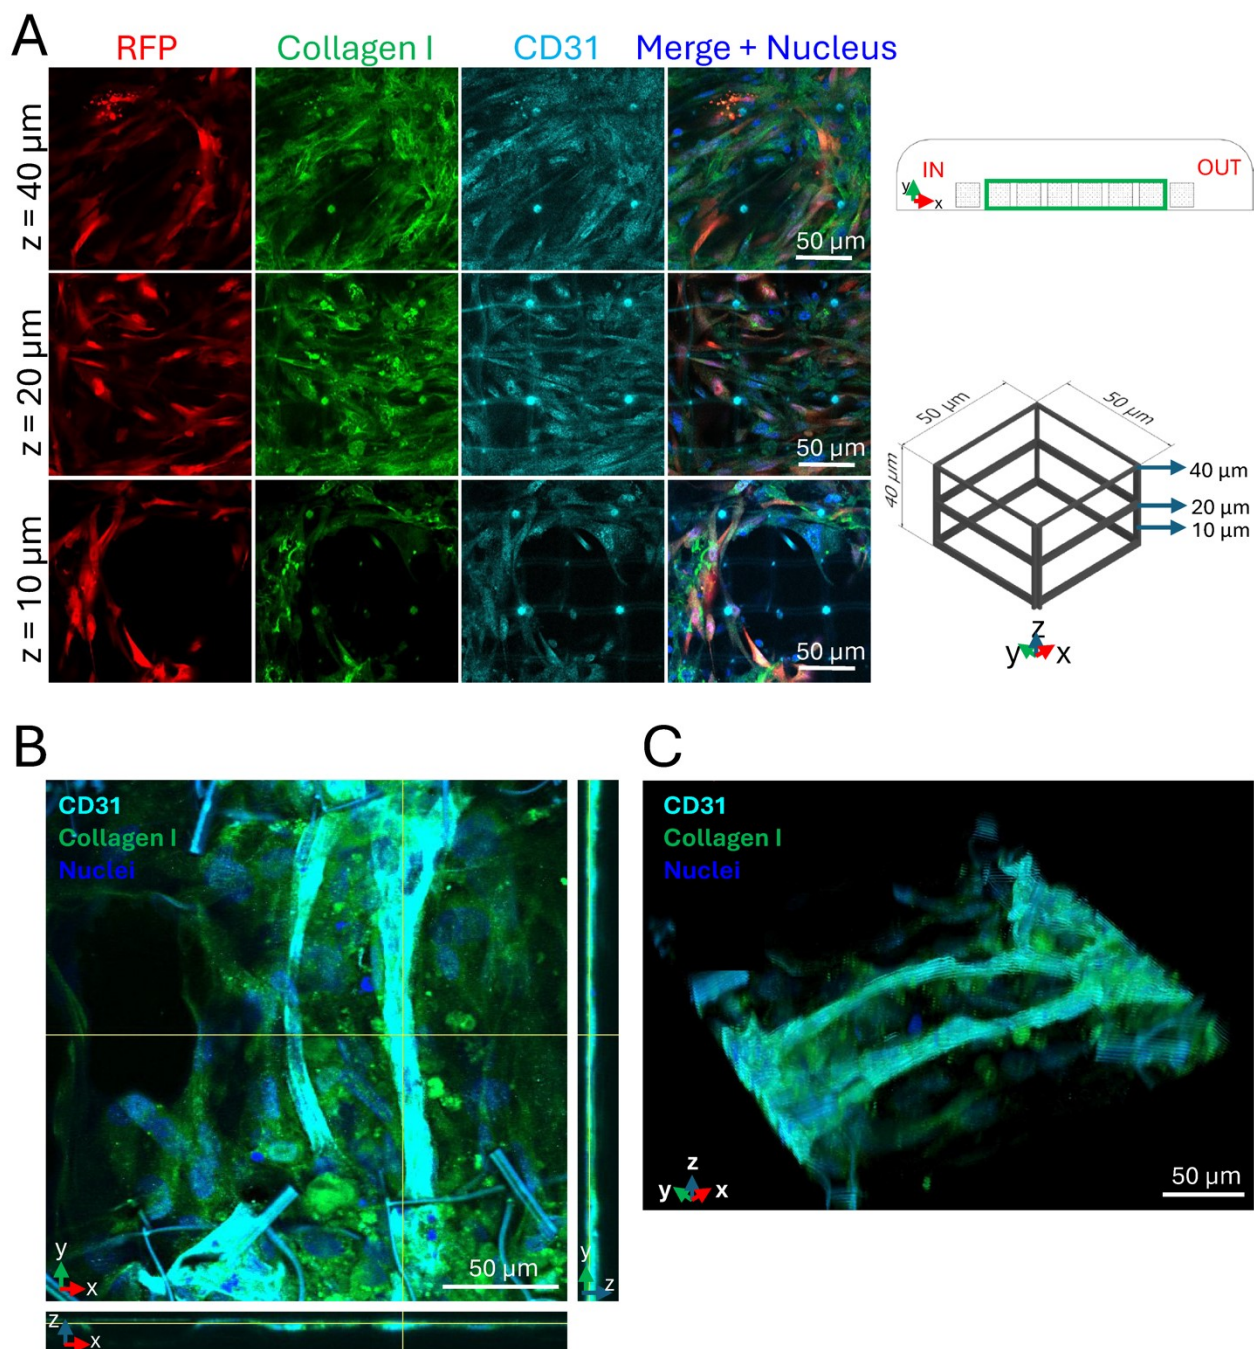 A
RFP
Collagen I
CD31
Merge + Nucleus
z = 40 µm
50 µm
z = 20 µm
50 µm
z = 10 µm
50 µm
IN
OUT
y
x
50 µm
50 µm
40 µm
40 µm
20 µm
10 µm
z
y
x
B
CD31
Collagen I
Nuclei
y
x
50 µm
y
z
z
x
C
CD31
Collagen I
Nuclei
z
y
x
50 µm